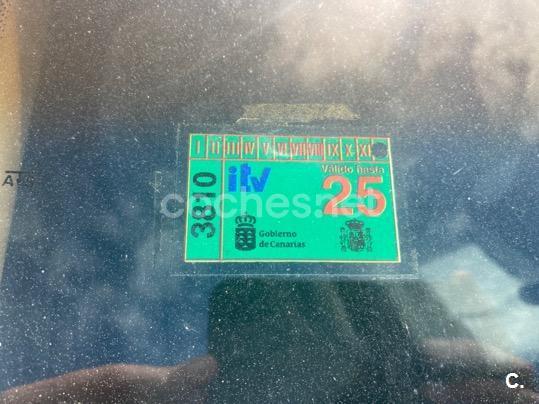 I II III IV V VI VII VIII IX X XI
3810
itv
Válido hasta
25
Gobierno
de Canarias
coches.net
C.